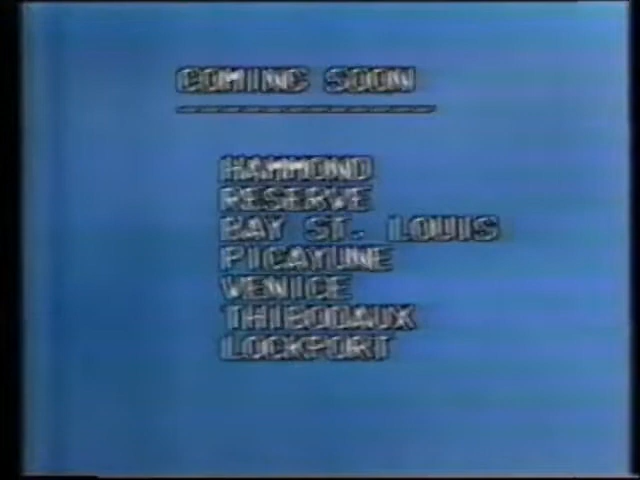 COMING SOON
HAMMOND
RESERVE
BAY ST. LOUIS
PICAYUNE
VENICE
THIBODAUX
LOCKPORT